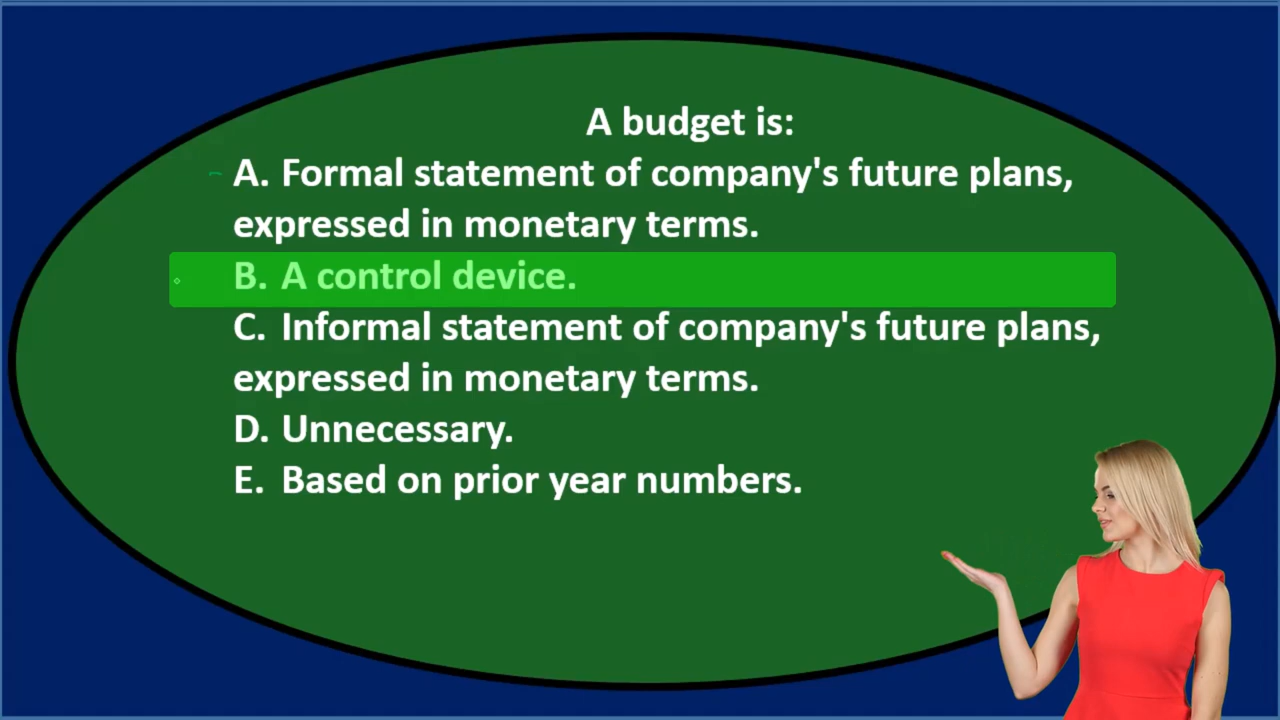 A budget is:
A. Formal statement of company's future plans,
expressed in monetary terms.
B. A control device.
C. Informal statement of company's future plans,
expressed in monetary terms.
D. Unnecessary.
E. Based on prior year numbers.